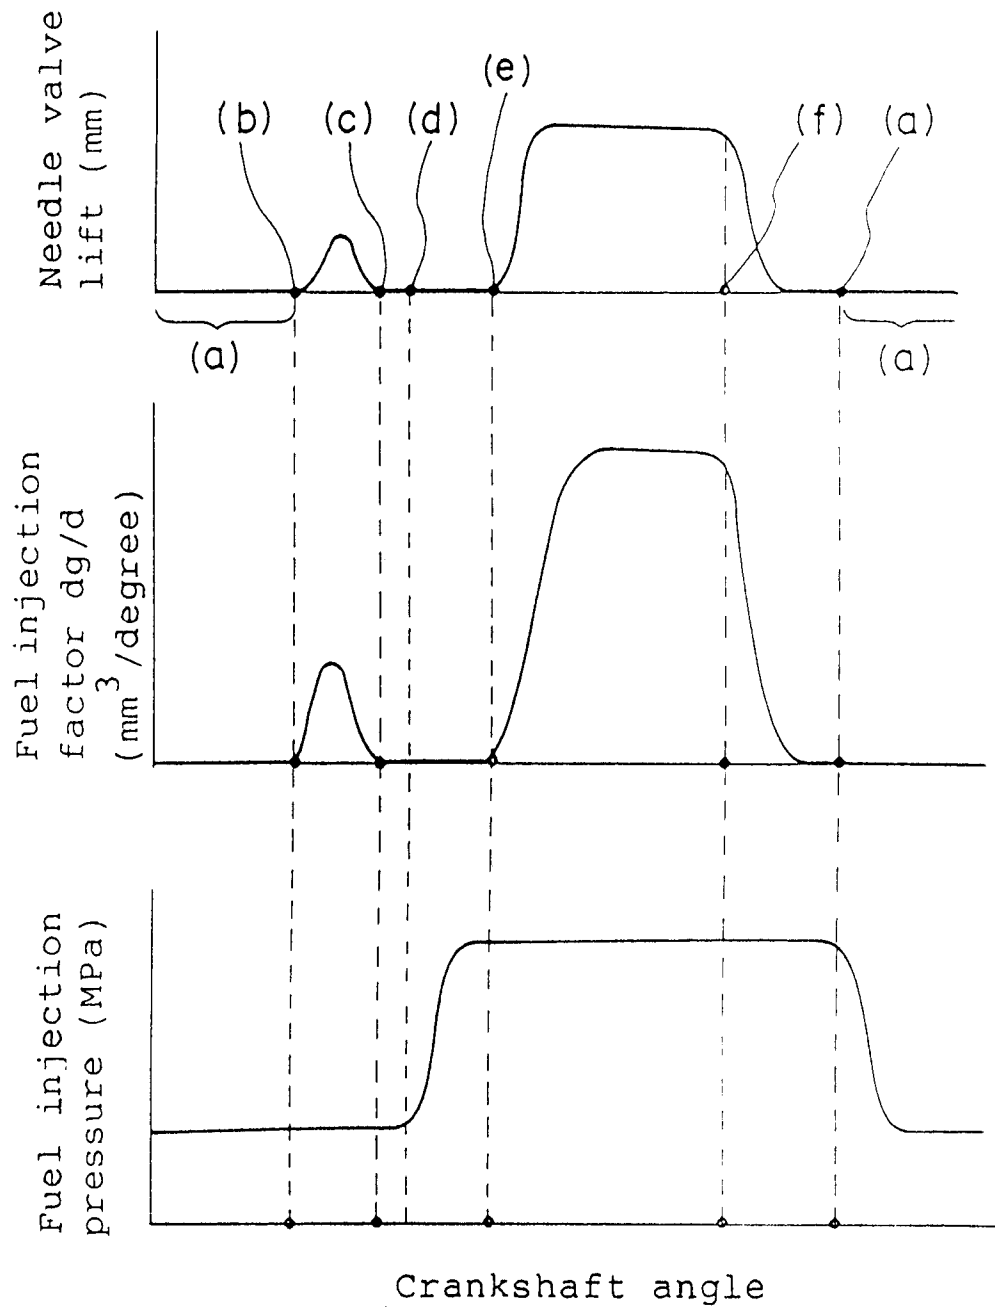 Needle valve
lift (mm)
(b)
(c)
(d)
(e)
(f)
(a)
(a)
(a)
Fuel injection
factor dg/d
(mm³/degree)
Fuel injection
pressure (MPa)
Crankshaft angle